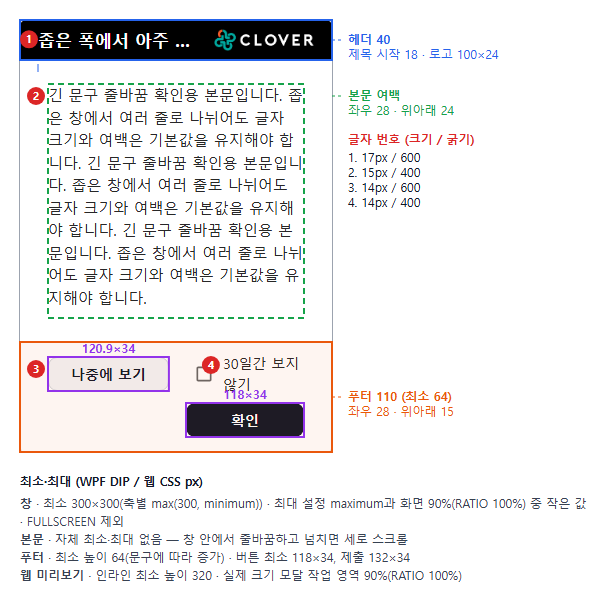 1 좁은 폭에서 아주 ... CLOVER
헤더 40
제목 시작 18 · 로고 100×24
2 긴 문구 줄바꿈 확인용 본문입니다. 좁
은 창에서 여러 줄로 나뉘어도 글자
크기와 여백은 기본값을 유지해야 합
니다. 긴 문구 줄바꿈 확인용 본문입니
다. 좁은 창에서 여러 줄로 나뉘어도
글자 크기와 여백은 기본값을 유지해
야 합니다. 긴 문구 줄바꿈 확인용 본
문입니다. 좁은 창에서 여러 줄로 나뉘
어도 글자 크기와 여백은 기본값을 유
지해야 합니다.
본문 여백
좌우 28 · 위아래 24
글자 번호 (크기 / 굵기)
1. 17px / 600
2. 15px / 400
3. 14px / 600
4. 14px / 400
120.9×34
3 나중에 보기
4 30일간 보지
않기
118×34
확인
푸터 110 (최소 64)
좌우 28 · 위아래 15
최소·최대 (WPF DIP / 웹 CSS px)
창 · 최소 300×300(축별 max(300, minimum)) · 최대 설정 maximum과 화면 90%(RATIO 100%) 중 작은 값
· FULLSCREEN 제외
본문 · 자체 최소·최대 없음 — 창 안에서 줄바꿈하고 넘치면 세로 스크롤
푸터 · 최소 높이 64(문구에 따라 증가) · 버튼 최소 118×34, 제출 132×34
웹 미리보기 · 인라인 최소 높이 320 · 실제 크기 모달 작업 영역 90%(RATIO 100%)